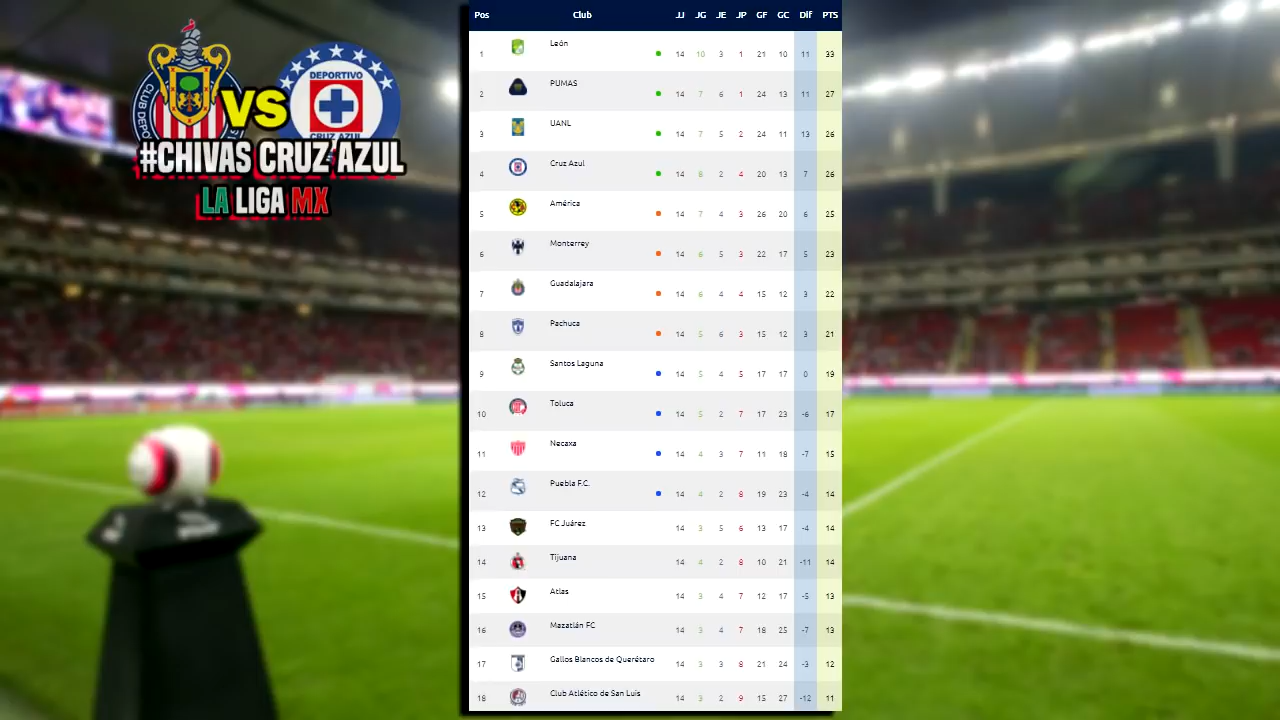 CLUB DEPO
VS
DEPORTIVO
CRUZ AZUL
#CHIVAS CRUZ AZUL
LA LIGA MX
Pos Club JJ JG JE JP GF GC Dif PTS
1 León 14 10 3 1 21 10 11 33
2 PUMAS 14 7 6 1 24 13 11 27
3 UANL 14 7 5 2 24 11 13 26
4 Cruz Azul 14 8 2 4 20 13 7 26
5 América 14 7 4 3 26 20 6 25
6 Monterrey 14 6 5 3 22 17 5 23
7 Guadalajara 14 6 4 4 15 12 3 22
8 Pachuca 14 5 6 3 15 12 3 21
9 Santos Laguna 14 5 4 5 17 17 0 19
10 Toluca 14 5 2 7 17 23 -6 17
11 Necaxa 14 4 3 7 11 18 -7 15
12 Puebla F.C. 14 4 2 8 19 23 -4 14
13 FC Juárez 14 3 5 6 13 17 -4 14
14 Tijuana 14 4 2 8 10 21 -11 14
15 Atlas 14 3 4 7 12 17 -5 13
16 Mazatlán FC 14 3 4 7 18 25 -7 13
17 Gallos Blancos de Querétaro 14 3 3 8 21 24 -3 12
18 Club Atlético de San Luis 14 3 2 9 15 27 -12 11